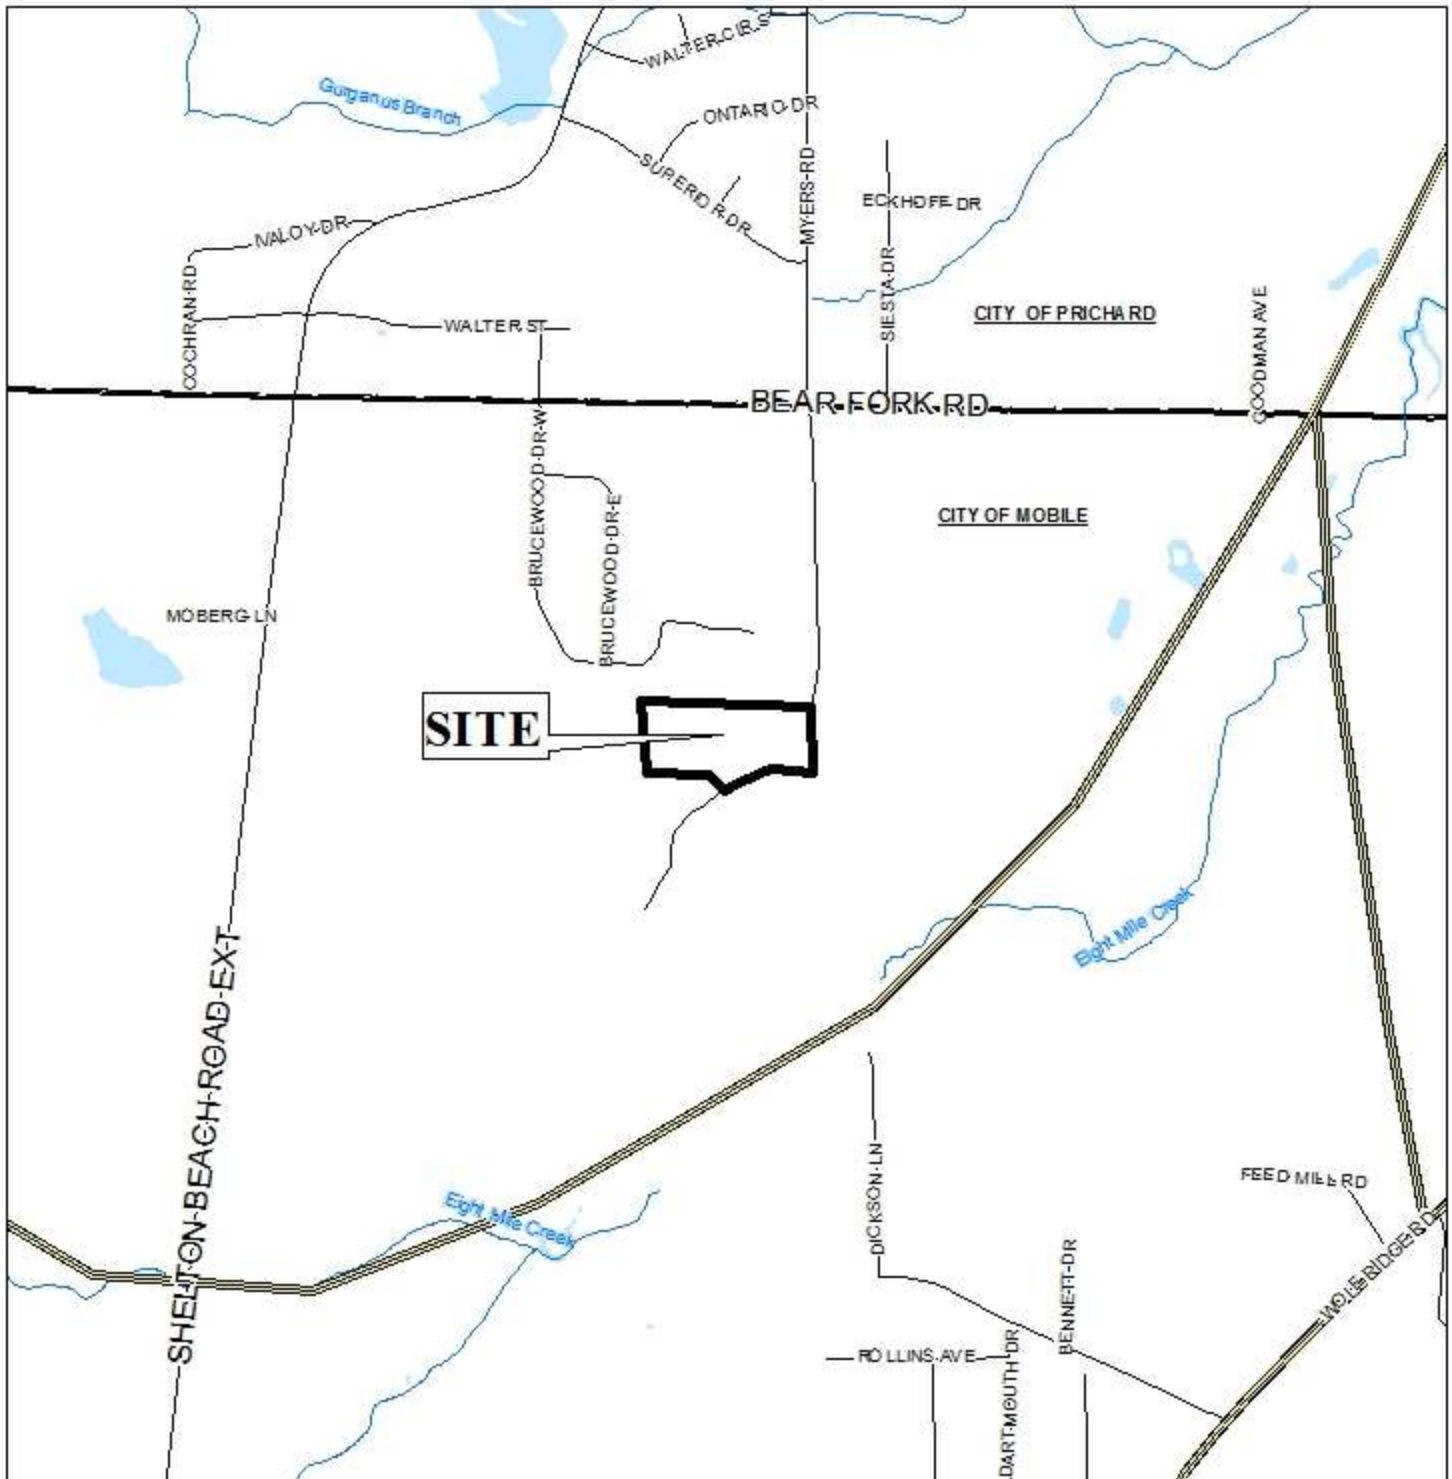 WALTER CIR S
Gurganus Branch
ONTARIO DR
SUPERIOR DR
MYERS RD
ECKHOFF DR
IVALOY DR
COCHRAN RD
SIESTA DR
CITY OF PRICHARD
GOODMAN AVE
WALTER ST
BEAR FORK RD
BRUCEWOOD DR W
BRUCEWOOD DR E
CITY OF MOBILE
MOBERG LN
SITE
SHELTON BEACH ROAD EXT
Eight Mile Creek
Eight Mile Creek
DICKSON LN
FEED MILL RD
WOLF RIDGE RD
BENNETT DR
ROLLINS AVE
DARTMOUTH DR